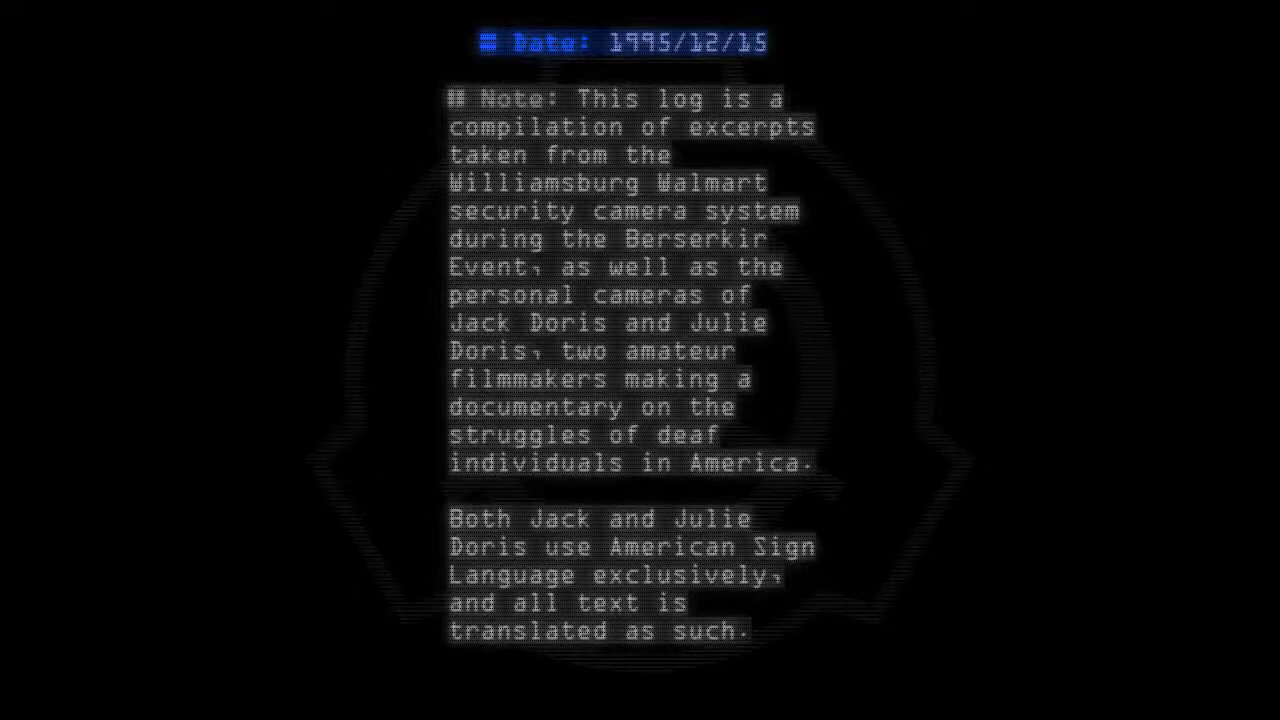 ≡ Date: 1995/12/15
# Note: This log is a
compilation of excerpts
taken from the
Williamsburg Walmart
security camera system
during the Berserkir
Event, as well as the
personal cameras of
Jack Doris and Julie
Doris, two amateur
filmmakers making a
documentary on the
struggles of deaf
individuals in America.
Both Jack and Julie
Doris use American Sign
Language exclusively,
and all text is
translated as such.